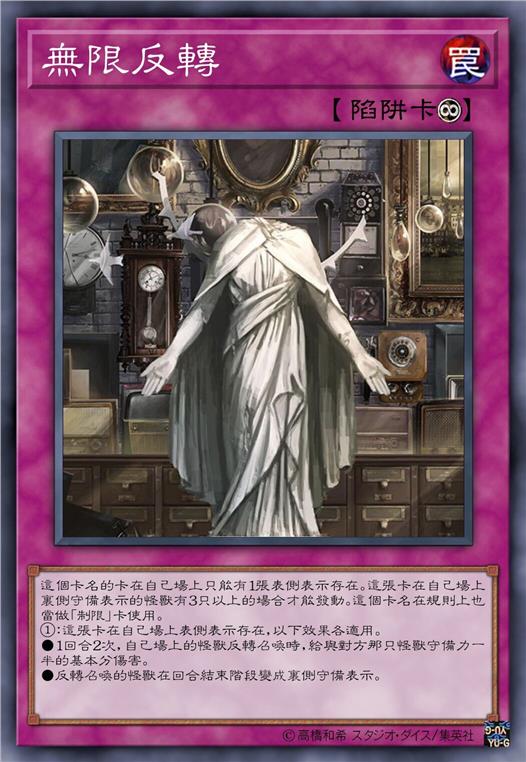 無限反轉
罠
【陷阱卡♾】
這個卡名的卡在自己場上只能有1張表側表示存在。這張卡在自己場上
裏側守備表示的怪獸有3只以上的場合才能發動。這個卡名在規則上也
當做「制限」卡使用。
①:這張卡在自己場上表側表示存在,以下效果各適用。
●1回合2次,自己場上的怪獸反轉召喚時,給與對方那只怪獸守備力一
半的基本分傷害。
●反轉召喚的怪獸在回合結束階段變成裏側守備表示。
©高橋和希 スタジオ・ダイス/集英社
YU-G